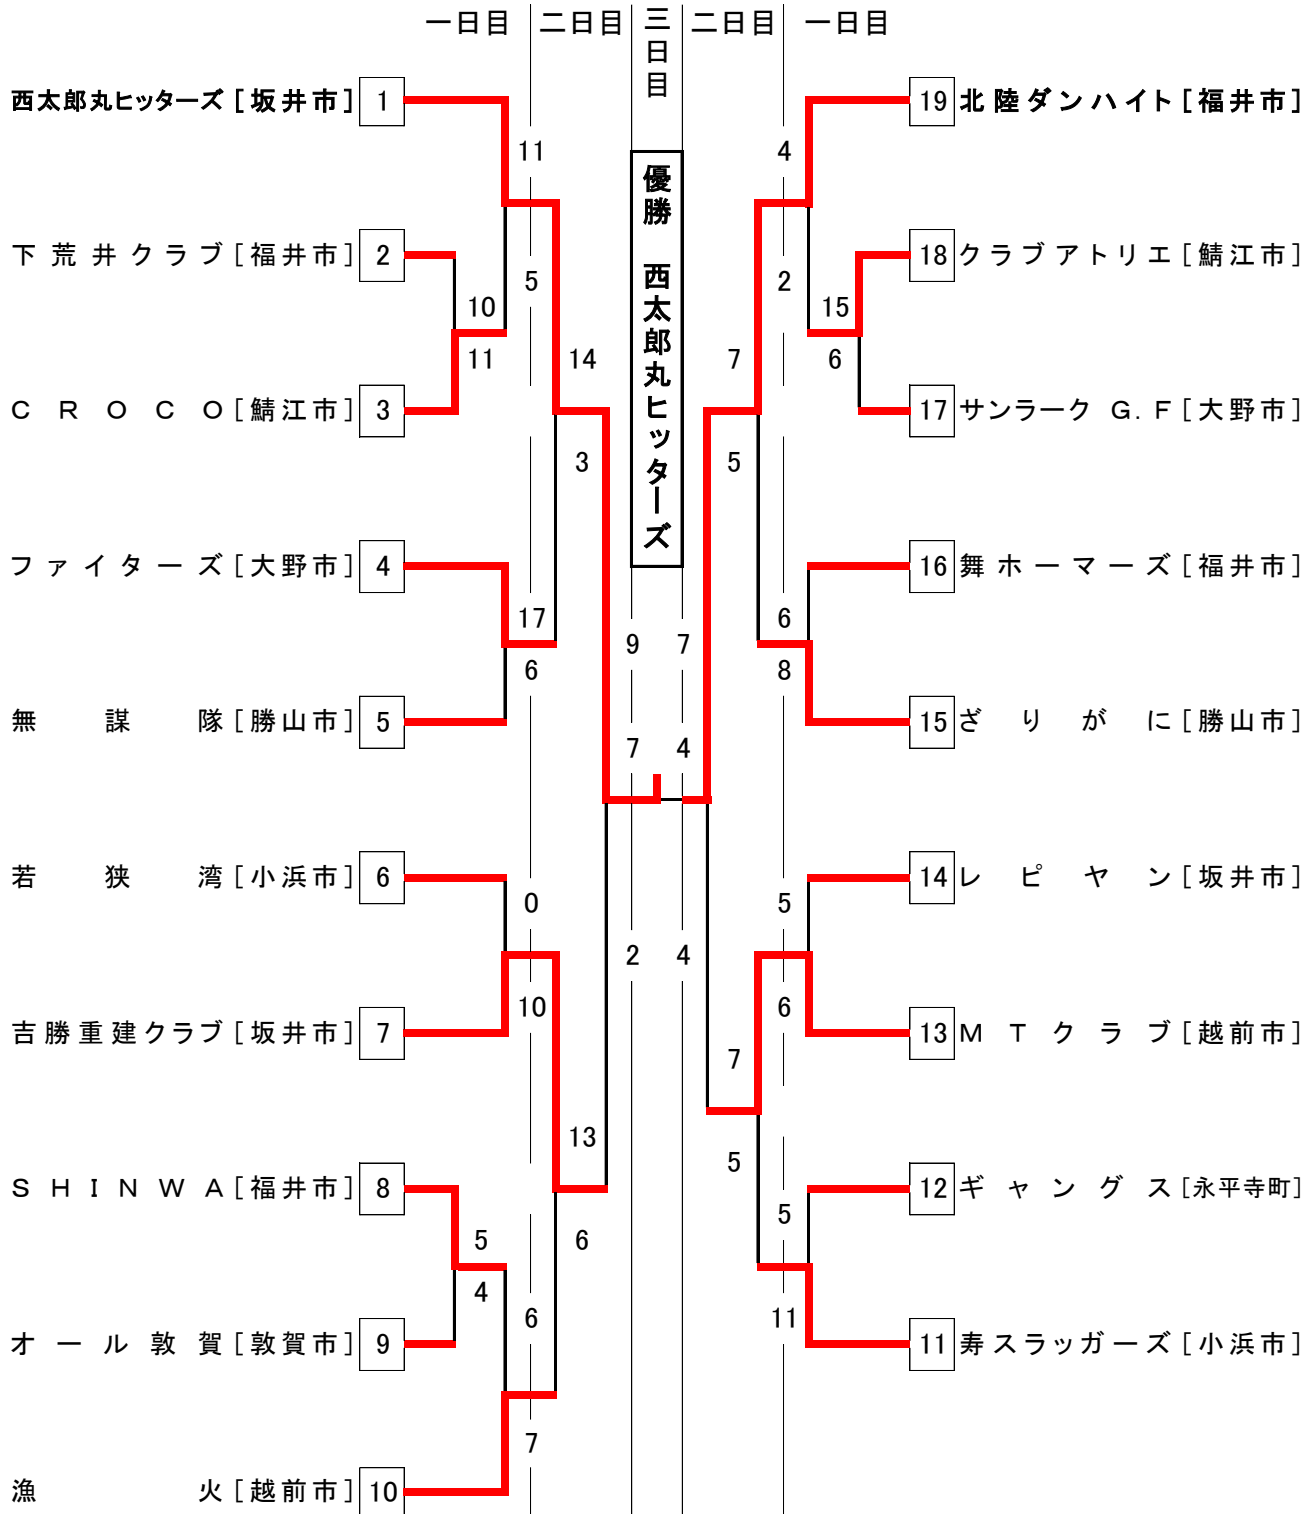 一日目 二日目 三日目 二日目 一日目
西太郎丸ヒッターズ [坂井市] 1
19 北陸ダンハイト [福井市]
11 4
優勝 西太郎丸ヒッターズ
下荒井クラブ [福井市] 2
18 クラブアトリエ [鯖江市]
5 2
10 15
11 14 7 6
CROCO [鯖江市] 3
17 サンラーク G.F [大野市]
3 5
ファイターズ [大野市] 4
16 舞ホーマーズ [福井市]
17 6
9 7
6 8
無謀隊 [勝山市] 5
15 ざりがに [勝山市]
7 4
若狭湾 [小浜市] 6
14 レピヤン [坂井市]
0 5
2 4
10 6
吉勝重建クラブ [坂井市] 7
13 MTクラブ [越前市]
7
13
5
SHINWA [福井市] 8
12 ギャングス [永平寺町]
5
5 6
4
6 11
オール敦賀 [敦賀市] 9
11 寿スラッガーズ [小浜市]
7
漁火 [越前市] 10